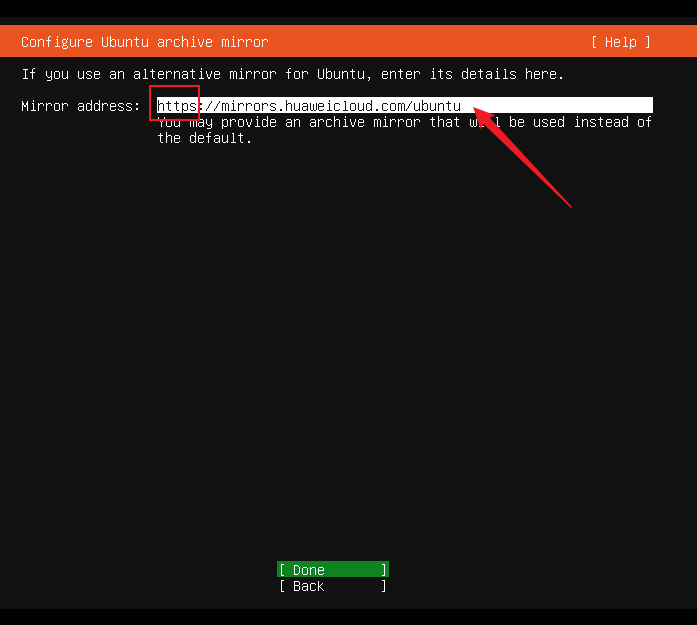 Configure Ubuntu archive mirror [ Help ]
If you use an alternative mirror for Ubuntu, enter its details here.
Mirror address: https://mirrors.huaweicloud.com/ubuntu
You may provide an archive mirror that will be used instead of
the default.
[ Done ]
[ Back ]